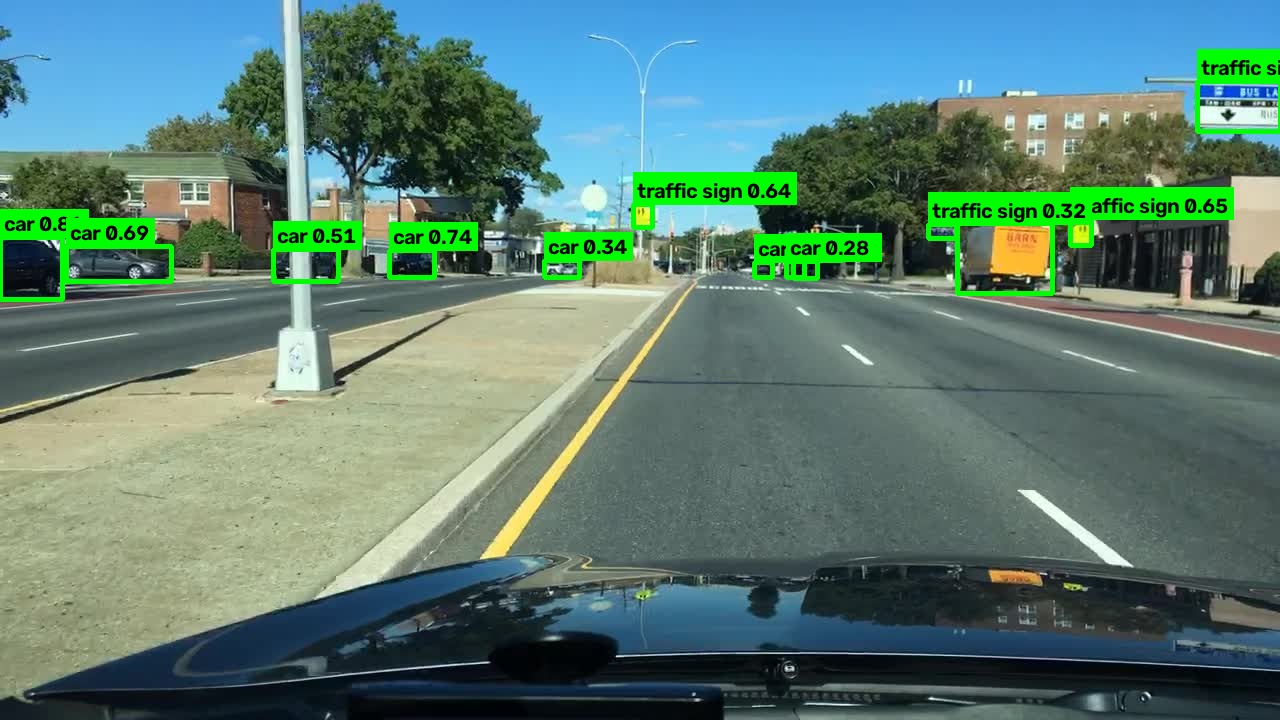 traffic si
BUS LA
BUS
traffic sign 0.64
traffic sign 0.32
affic sign 0.65
car 0.8
car 0.69
car 0.51
car 0.74
car 0.34
car
car 0.28
BARN